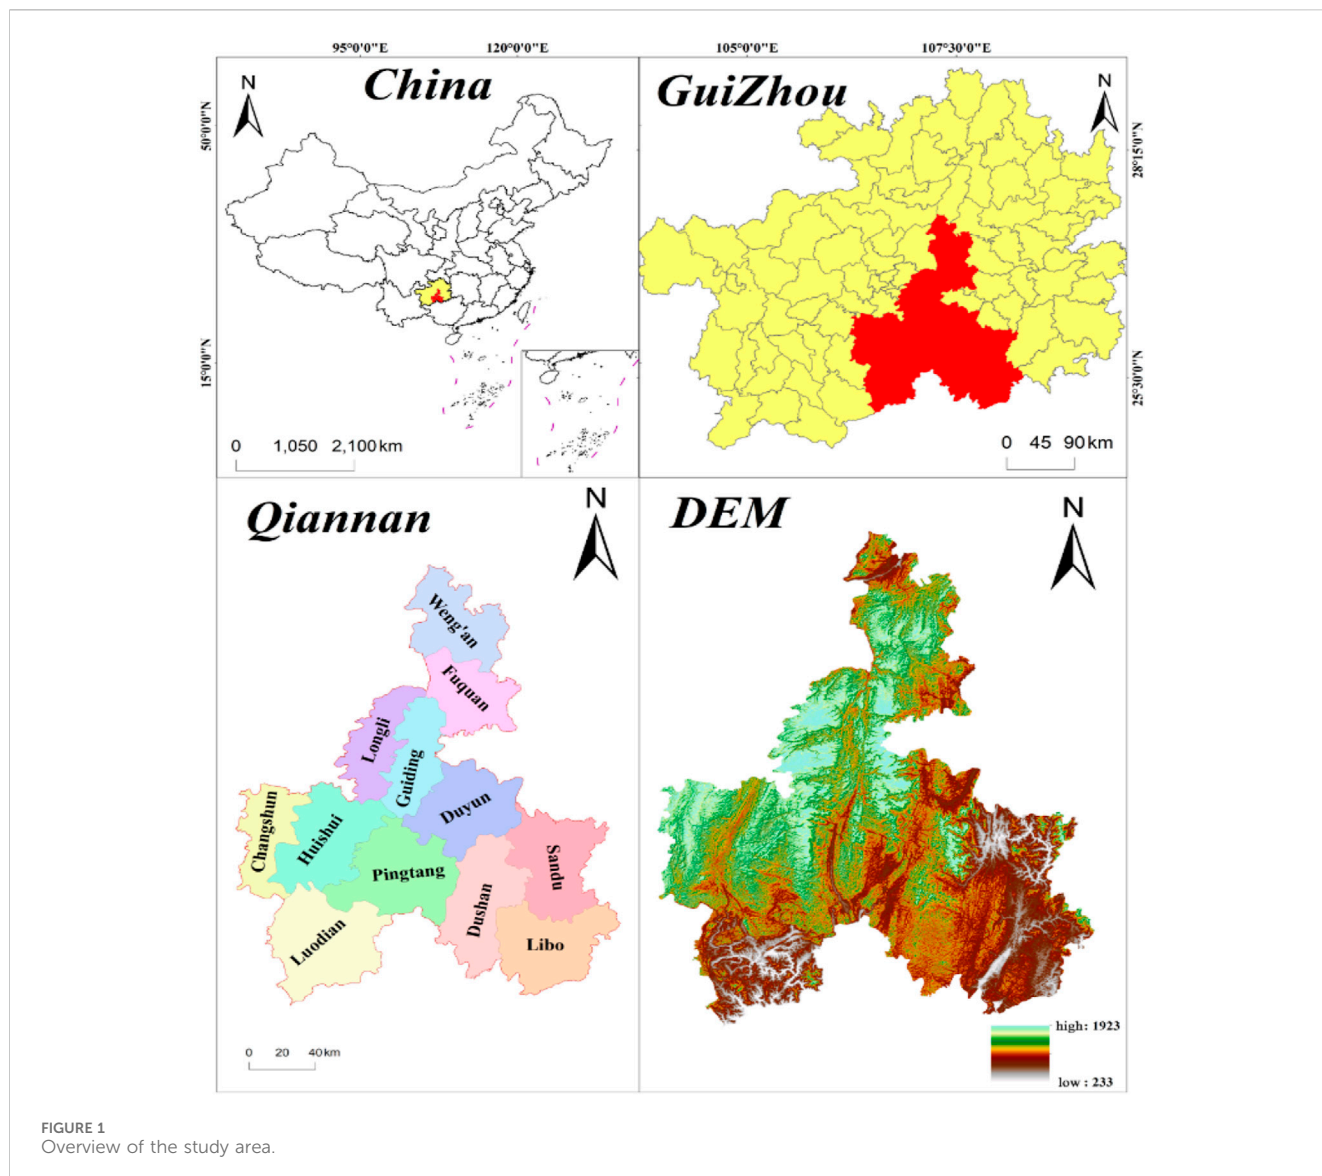 95°0'0"E
120°0'0"E
105°0'0"E
107°30'0"E
China
N
50°0'0"N
15°0'0"N
0
1,050
2,100 km
GuiZhou
N
28°15'0"N
25°30'0"N
0
45
90 km
Qiannan
N
Weng'an
Fuquan
Longli
Guiding
Duyun
Changshun
Huishui
Pingtang
Sandu
Dushan
Luodian
Libo
0
20
40 km
DEM
N
high: 1923
low : 233
FIGURE 1
Overview of the study area.